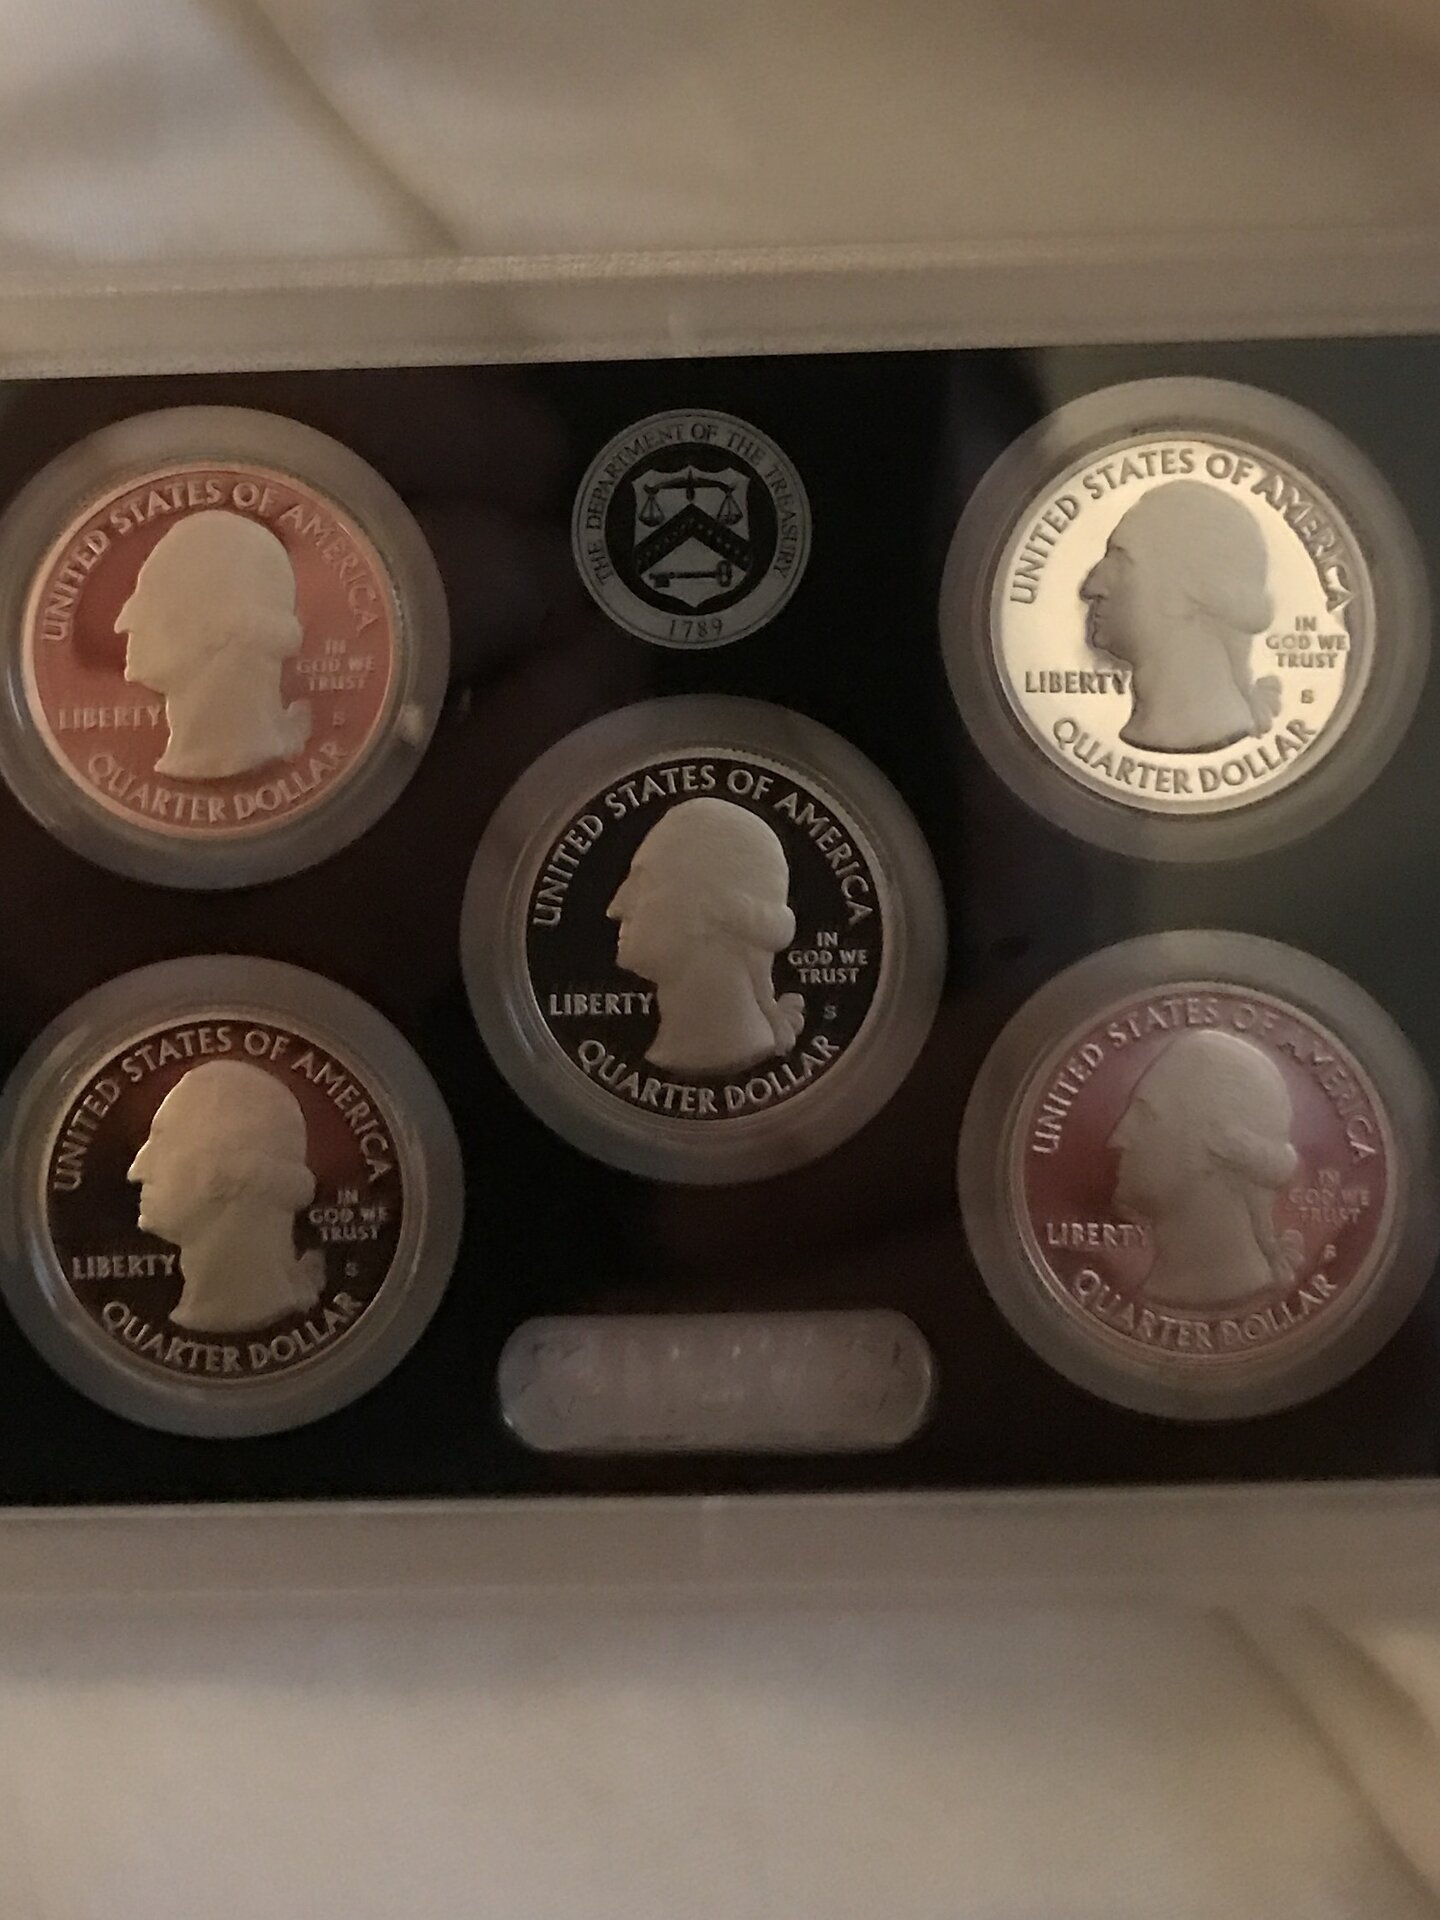 UNITED STATES OF AMERICA
IN
GOD WE
TRUST
LIBERTY
S
QUARTER DOLLAR
THE DEPARTMENT OF THE TREASURY
1789
UNITED STATES OF AMERICA
IN
GOD WE
TRUST
LIBERTY
S
QUARTER DOLLAR
UNITED STATES OF AMERICA
IN
GOD WE
TRUST
LIBERTY
S
QUARTER DOLLAR
UNITED STATES OF AMERICA
IN
GOD WE
TRUST
LIBERTY
S
QUARTER DOLLAR
UNITED STATES OF AMERICA
IN
GOD WE
TRUST
LIBERTY
S
QUARTER DOLLAR